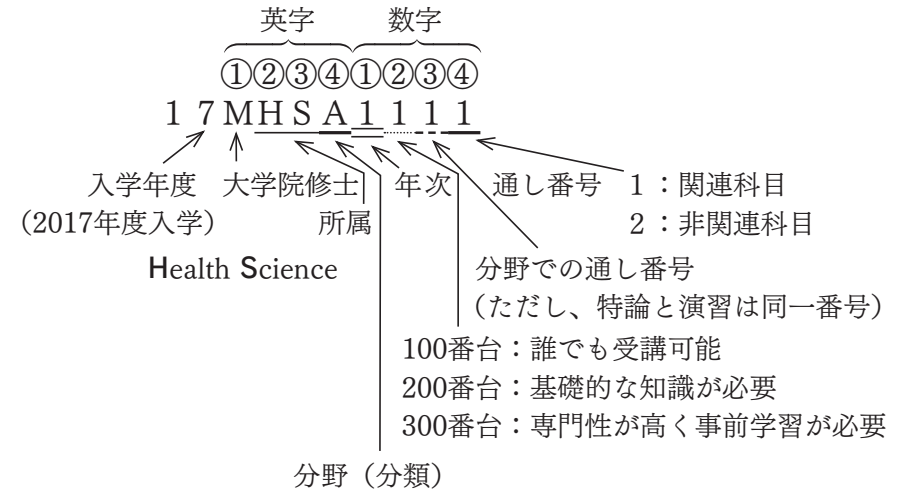 英字 数字
①②③④①②③④
17MHSA1111
入学年度 大学院修士 年次 通し番号 1：関連科目
（2017年度入学） 所属 2：非関連科目
Health Science 分野での通し番号
（ただし、特論と演習は同一番号）
100番台：誰でも受講可能
200番台：基礎的な知識が必要
300番台：専門性が高く事前学習が必要
分野（分類）